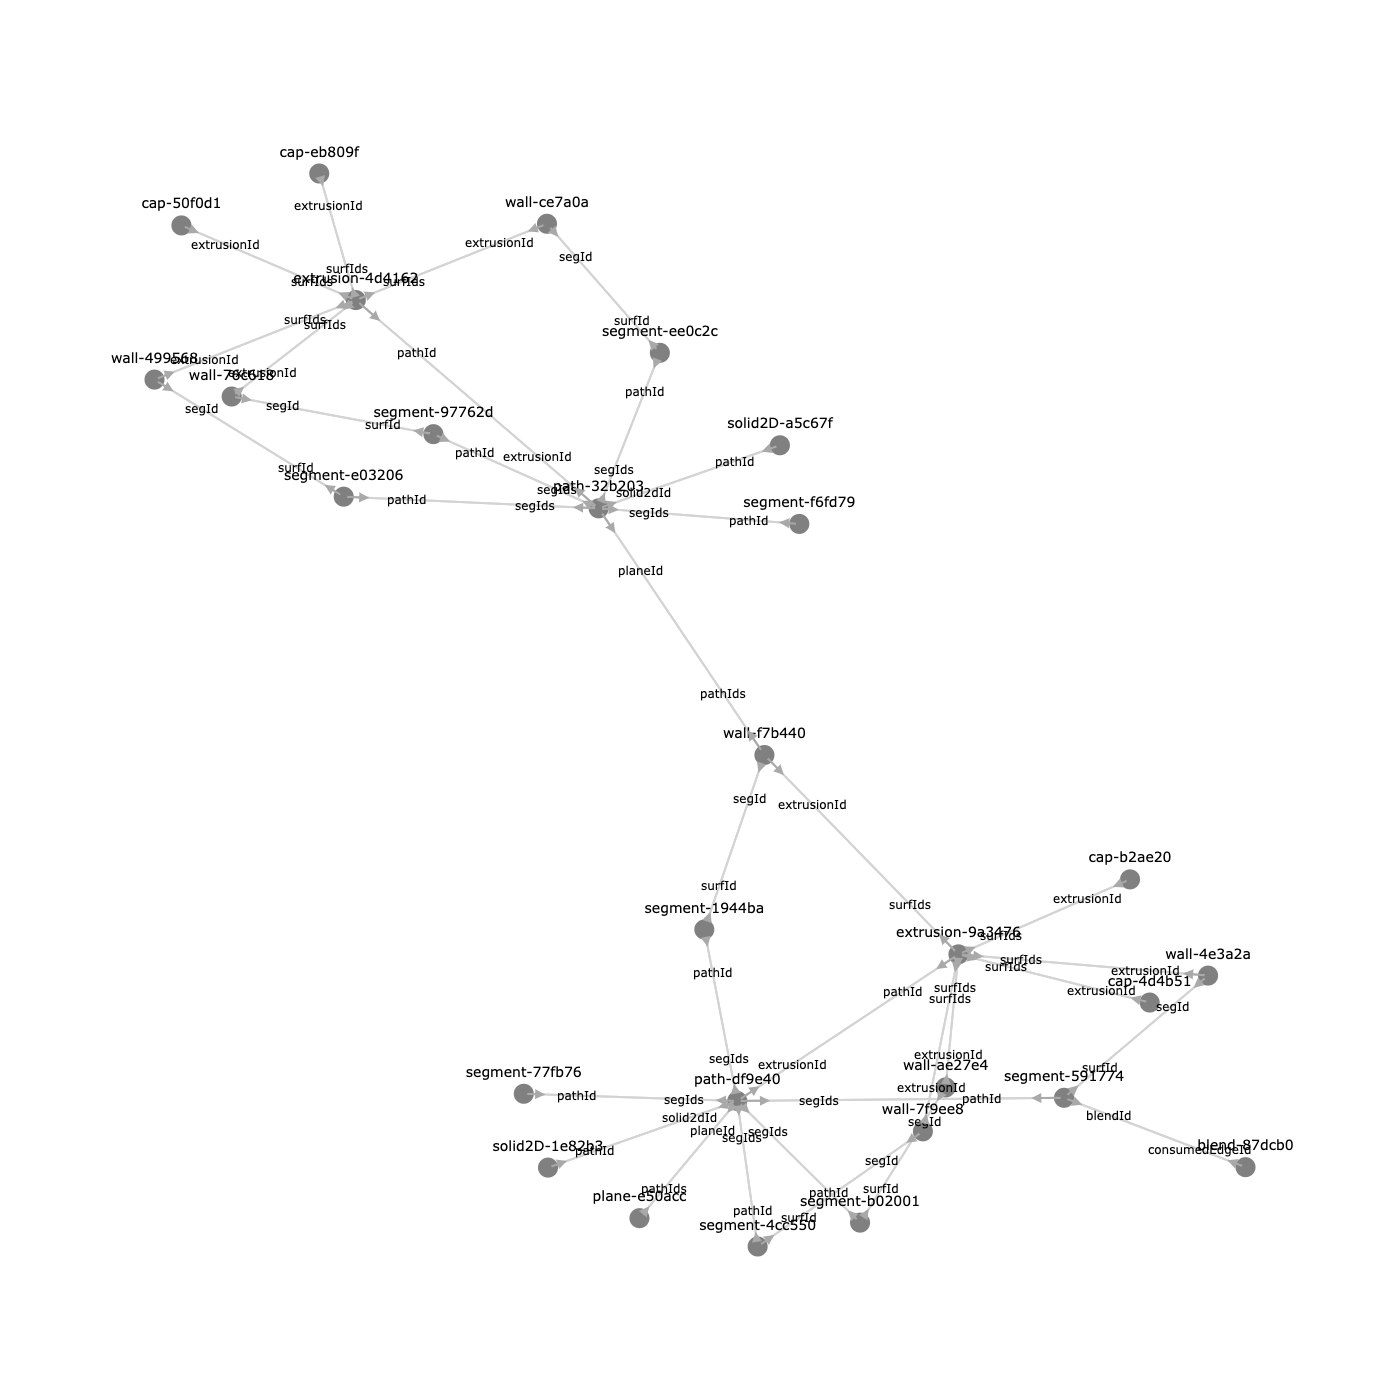 cap-eb809f
cap-50f0d1
wall-ce7a0a
extrusionId
extrusionId
extrusionId
segId
surfIds
extrusion-4d4162
surfIds
surfIds
surfIds
surfIds
surfId
segment-ee0c2c
pathId
wall-499568
extrusionId
wall-76c618
extrusionId
pathId
segId
segId
segment-97762d
surfId
solid2D-a5c67f
pathId
extrusionId
pathId
surfId
segment-e03206
segIds
path-32b203
segIds
solid2dId
pathId
segIds
segIds
segment-f6fd79
pathId
planeId
pathIds
wall-f7b440
segId
extrusionId
surfId
segment-1944ba
surfIds
cap-b2ae20
extrusionId
extrusion-9a3476
surfIds
surfIds
surfIds
wall-4e3a2a
extrusionId
cap-4d4b51
extrusionId
segId
pathId
pathId
surfIds
surfIds
segIds
extrusionId
extrusionId
wall-ae27e4
surfId
segment-591774
segment-77fb76
pathId
path-df9e40
segIds
segIds
extrusionId
pathId
blendId
solid2dId
wall-7f9ee8
segId
planeId
segIds
segIds
solid2D-1e82b3
pathId
segId
consumedEdgeId
blend-87dcb0
pathIds
plane-e50acc
pathId
surfId
segment-b02001
pathId
surfId
segment-4cc550